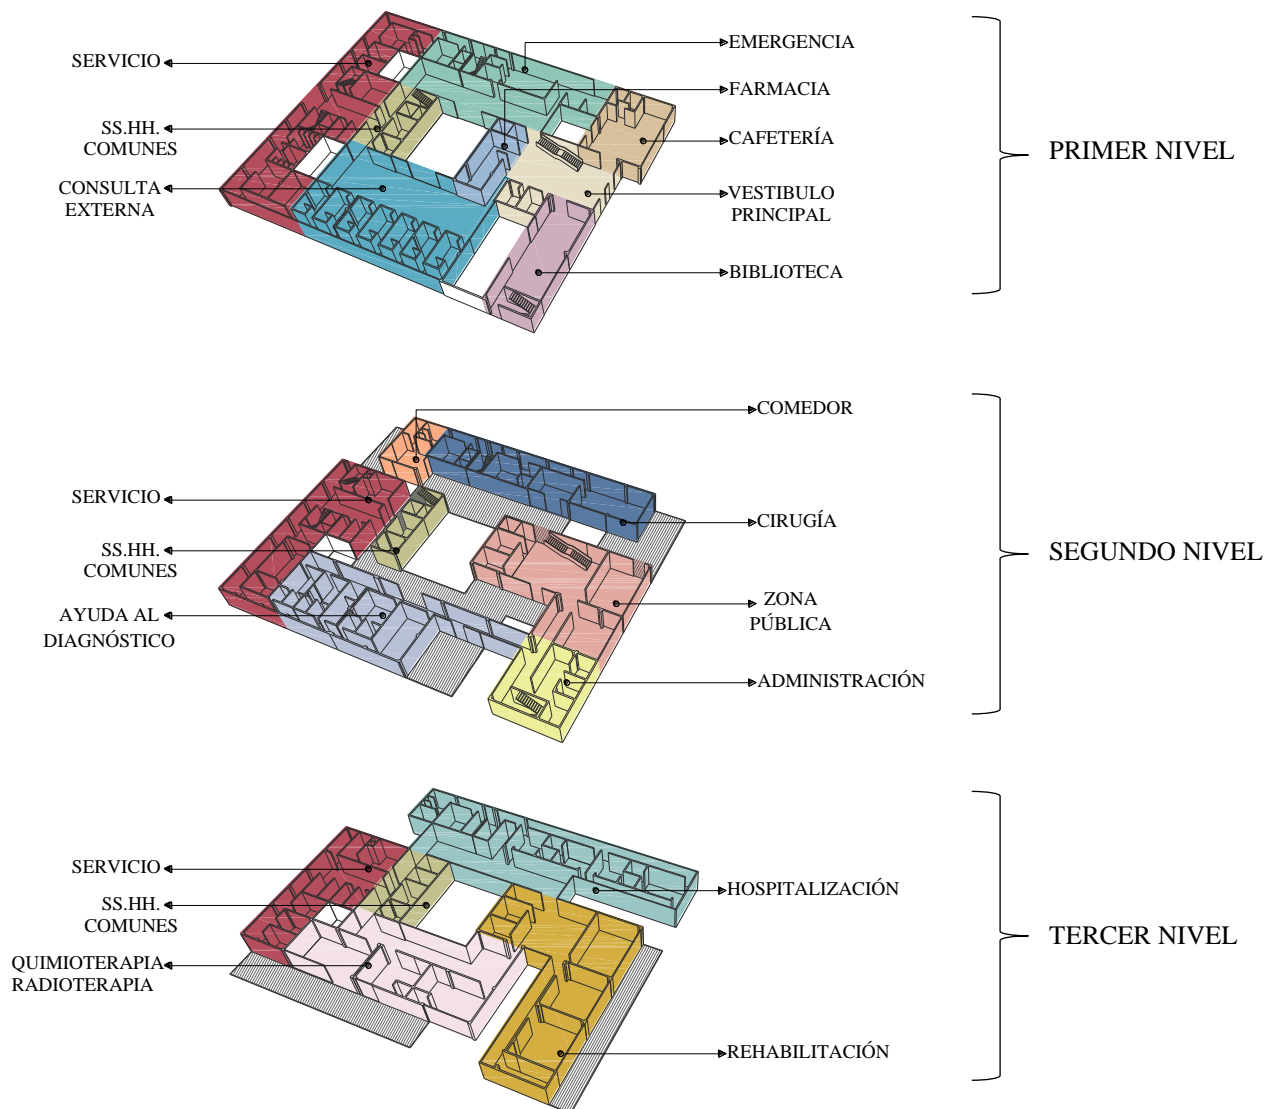 SERVICIO
SS.HH.
COMUNES
CONSULTA
EXTERNA
EMERGENCIA
FARMACIA
CAFETERÍA
VESTIBULO
PRINCIPAL
BIBLIOTECA
PRIMER NIVEL
SERVICIO
SS.HH.
COMUNES
AYUDA AL
DIAGNÓSTICO
COMEDOR
CIRUGÍA
ZONA
PÚBLICA
ADMINISTRACIÓN
SEGUNDO NIVEL
SERVICIO
SS.HH.
COMUNES
QUIMIOTERAPIA
RADIOTERAPIA
HOSPITALIZACIÓN
REHABILITACIÓN
TERCER NIVEL